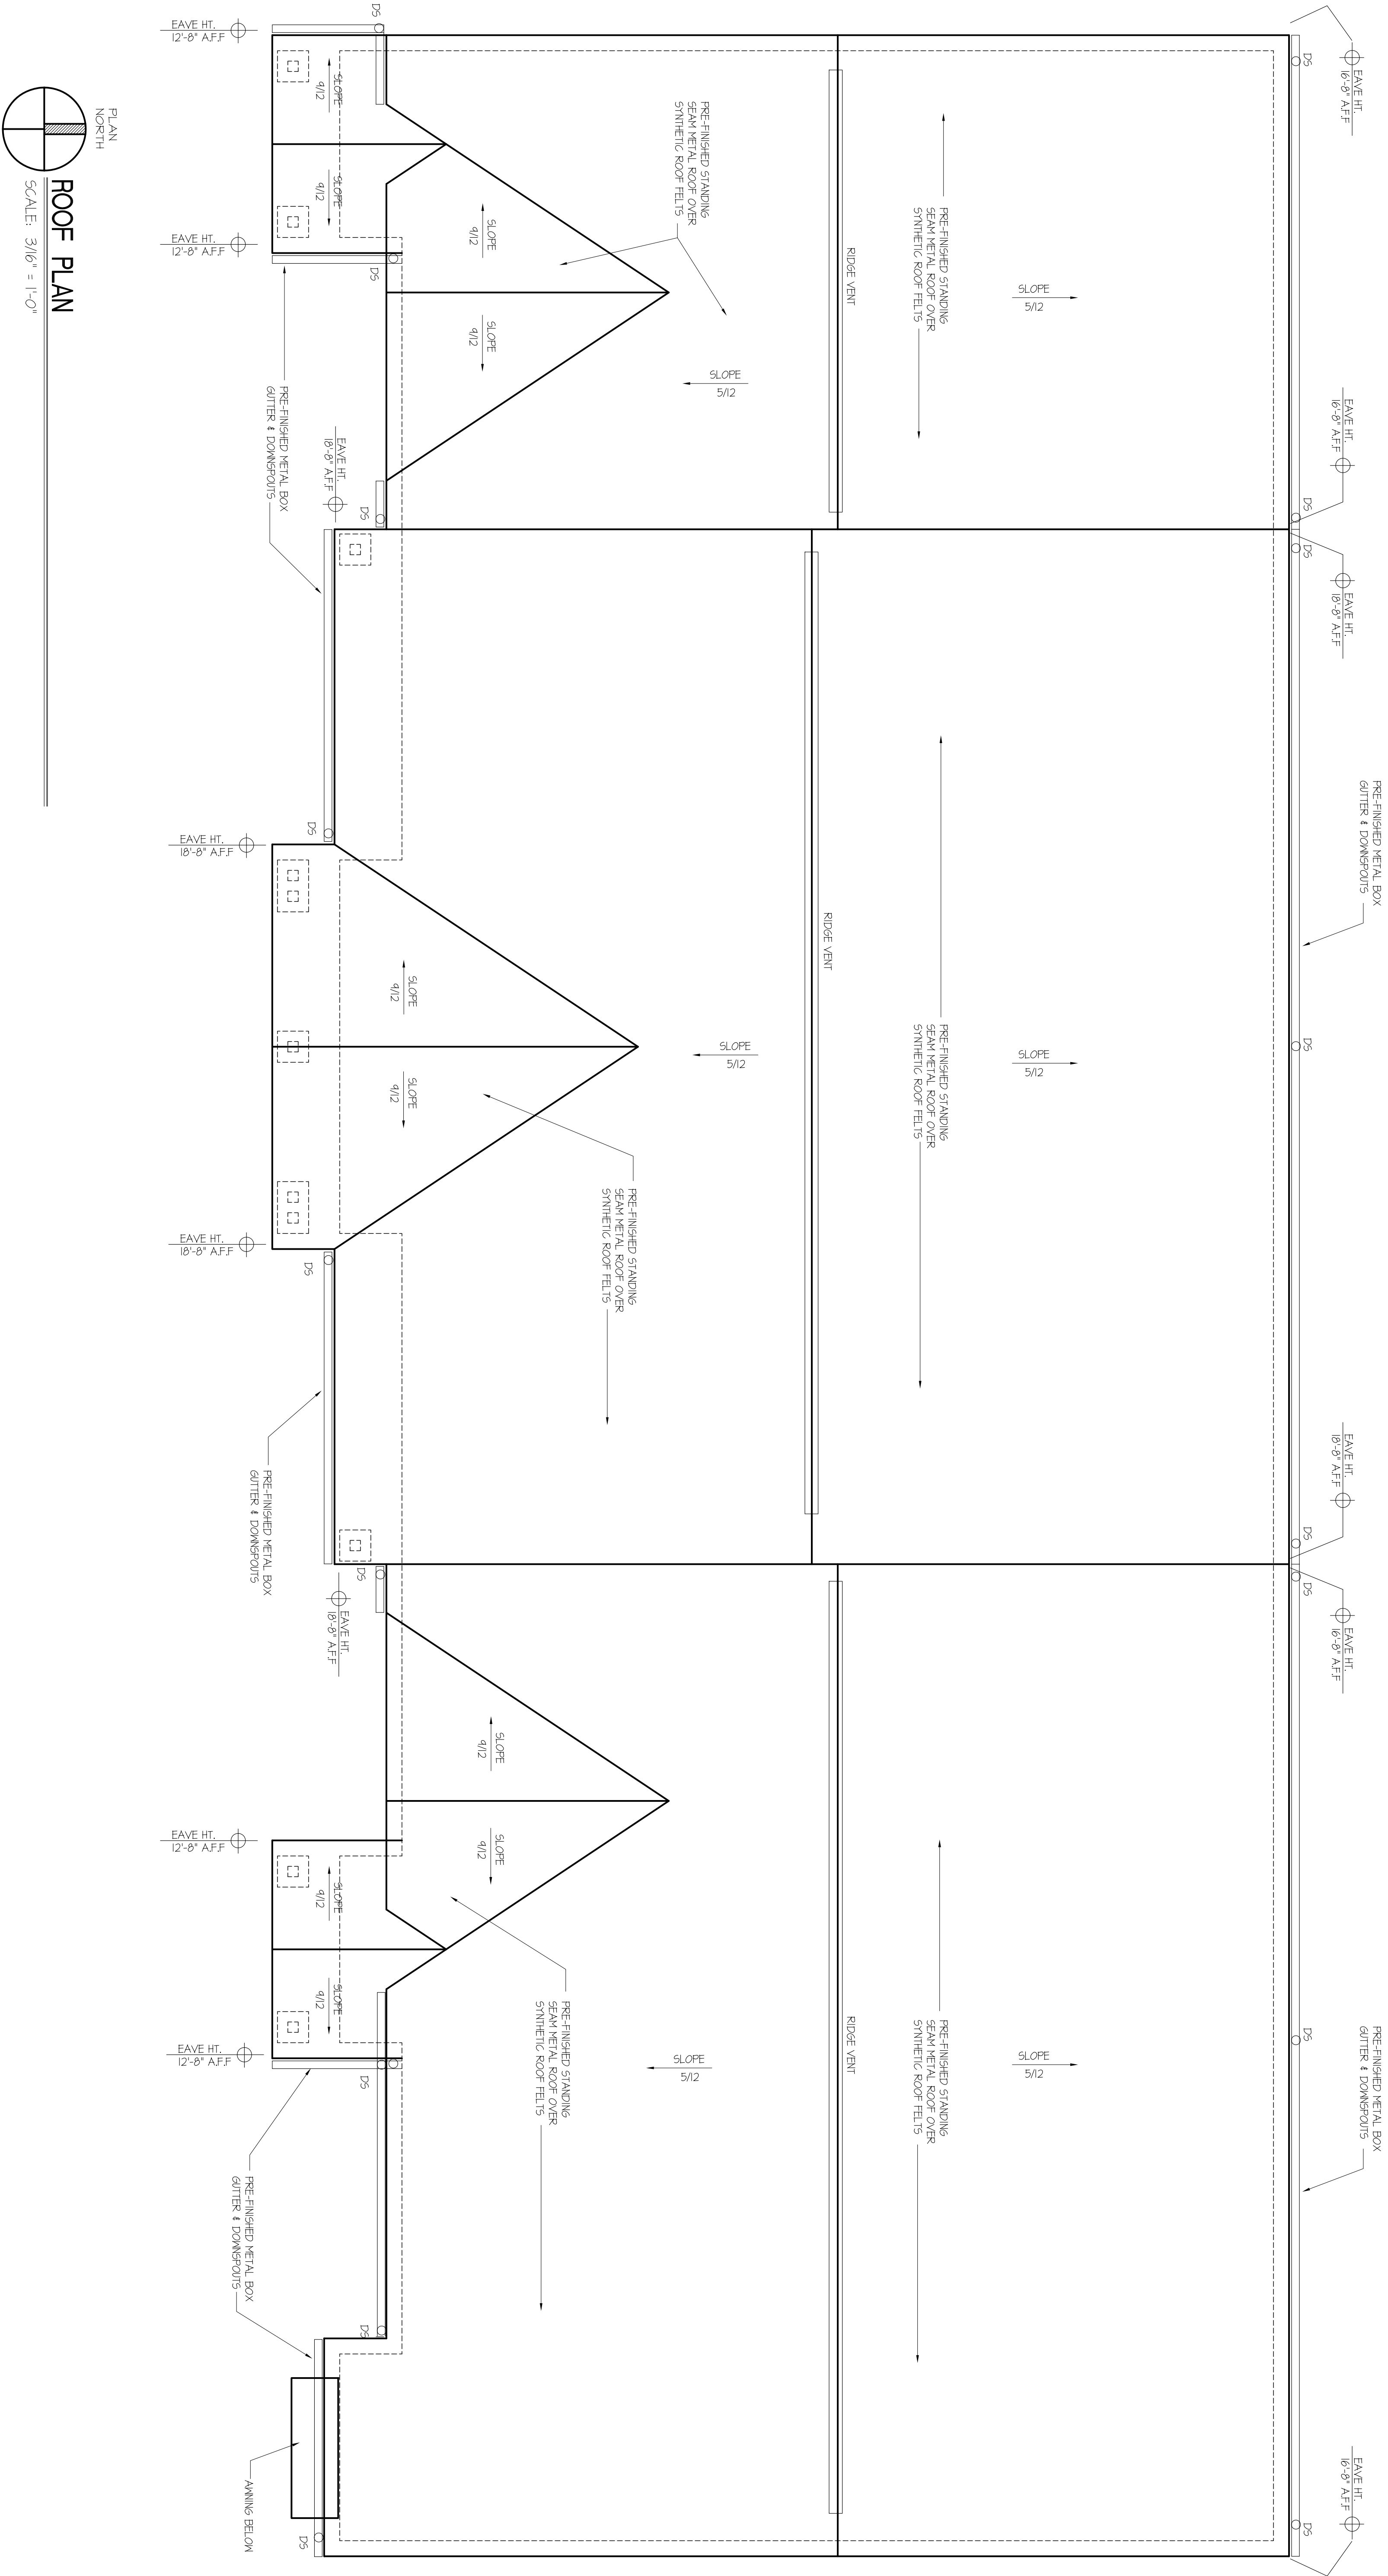 EAVE HT.
16'-8" A.F.F
DS
EAVE HT.
16'-8" A.F.F
DS
DS
EAVE HT.
18'-8" A.F.F
PRE-FINISHED METAL BOX
GUTTER & DOWNSPOUTS
DS
EAVE HT.
18'-8" A.F.F
DS
DS
EAVE HT.
16'-8" A.F.F
PRE-FINISHED METAL BOX
GUTTER & DOWNSPOUTS
DS
EAVE HT.
16'-8" A.F.F
DS
SLOPE
5/12
SLOPE
5/12
SLOPE
5/12
PRE-FINISHED STANDING
SEAM METAL ROOF OVER
SYNTHETIC ROOF FELTS
PRE-FINISHED STANDING
SEAM METAL ROOF OVER
SYNTHETIC ROOF FELTS
PRE-FINISHED STANDING
SEAM METAL ROOF OVER
SYNTHETIC ROOF FELTS
RIDGE VENT
RIDGE VENT
RIDGE VENT
SLOPE
5/12
SLOPE
5/12
SLOPE
5/12
PRE-FINISHED STANDING
SEAM METAL ROOF OVER
SYNTHETIC ROOF FELTS
PRE-FINISHED STANDING
SEAM METAL ROOF OVER
SYNTHETIC ROOF FELTS
PRE-FINISHED STANDING
SEAM METAL ROOF OVER
SYNTHETIC ROOF FELTS
SLOPE
9/12
SLOPE
9/12
SLOPE
9/12
SLOPE
9/12
SLOPE
9/12
SLOPE
9/12
SLOPE
9/12
SLOPE
9/12
SLOPE
9/12
SLOPE
9/12
DS
DS
DS
DS
DS
DS
DS
DS
DS
EAVE HT.
18'-8" A.F.F
EAVE HT.
18'-8" A.F.F
PRE-FINISHED METAL BOX
GUTTER & DOWNSPOUTS
PRE-FINISHED METAL BOX
GUTTER & DOWNSPOUTS
PRE-FINISHED METAL BOX
GUTTER & DOWNSPOUTS
AWNING BELOW
EAVE HT.
12'-8" A.F.F
EAVE HT.
12'-8" A.F.F
EAVE HT.
18'-8" A.F.F
EAVE HT.
18'-8" A.F.F
EAVE HT.
12'-8" A.F.F
EAVE HT.
12'-8" A.F.F
PLAN
NORTH
ROOF PLAN
SCALE: 3/16" = 1'-0"